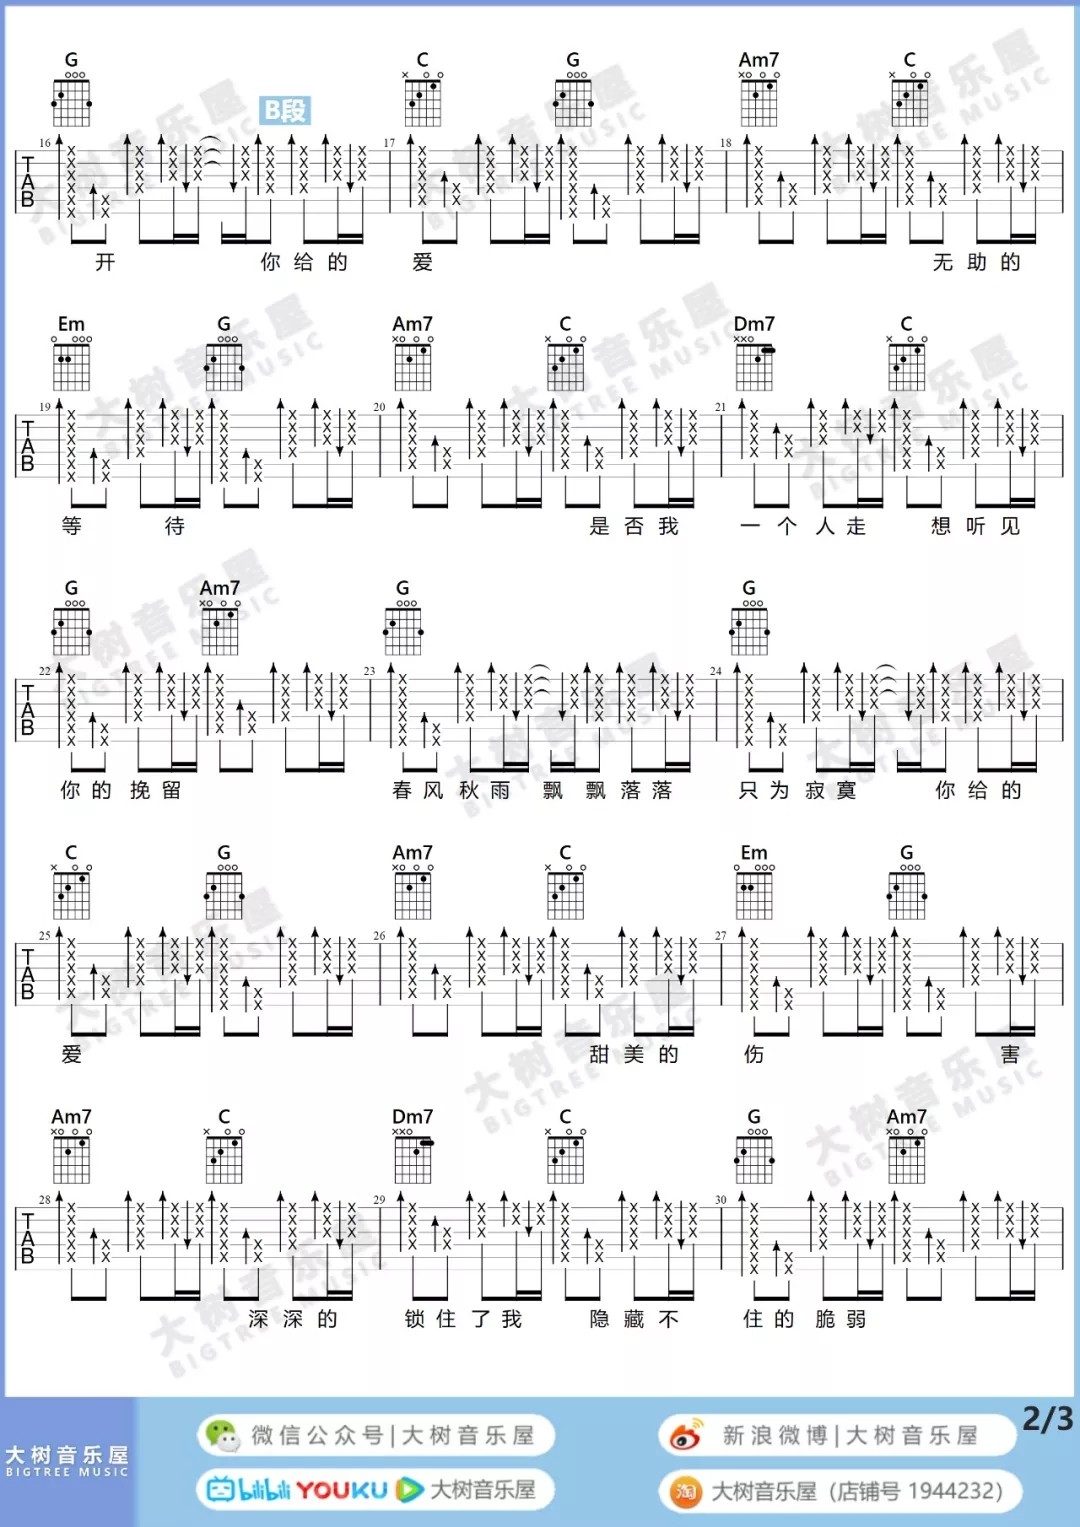 G C G Am7 C
B段
16 17 18
TAB
开 你 给 的 爱 无 助 的
Em G Am7 C Dm7 C
19 20 21
TAB
等 待 是 否 我 一 个 人 走 想 听 见
G Am7 G G
22 23 24
TAB
你 的 挽 留 春 风 秋 雨 飘 飘 落 落 只 为 寂 寞 你 给 的
C G Am7 C Em G
25 26 27
TAB
爱 甜 美 的 伤 害
Am7 C Dm7 C G Am7
28 29 30
TAB
深 深 的 锁 住 了 我 隐 藏 不 住 的 脆 弱
大树音乐屋
BIGTREE MUSIC
微信公众号|大树音乐屋
新浪微博|大树音乐屋
2/3
bilibili YOUKU 大树音乐屋
淘 大树音乐屋 (店铺号 1944232)